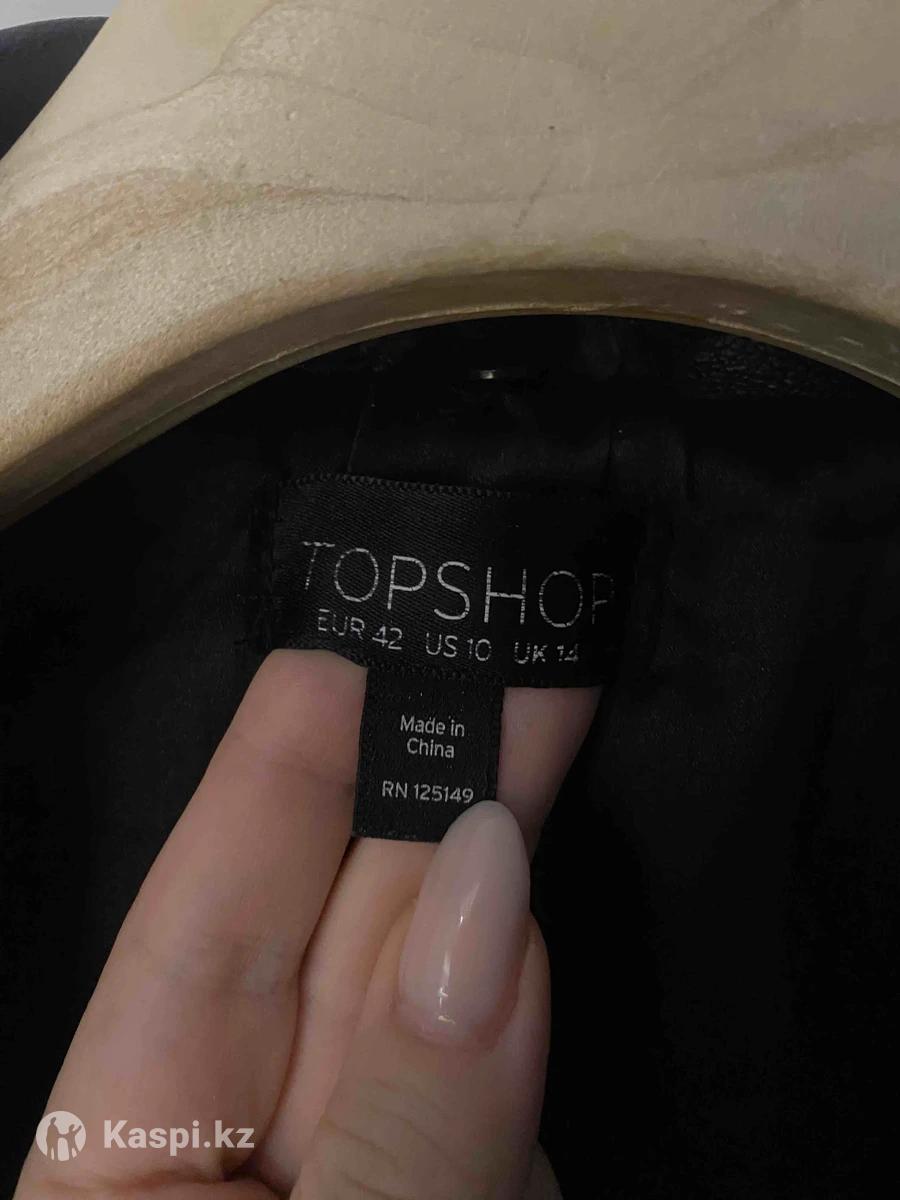 TOPSHOP
EUR 42 US 10 UK 14
Made in
China
RN 125149
Kaspi.kz